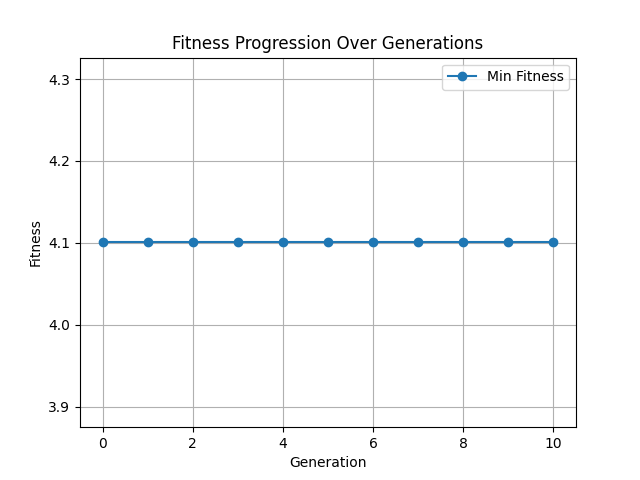 Fitness Progression Over Generations
Min Fitness
4.3
4.2
4.1
4.0
3.9
Fitness
0 2 4 6 8 10
Generation